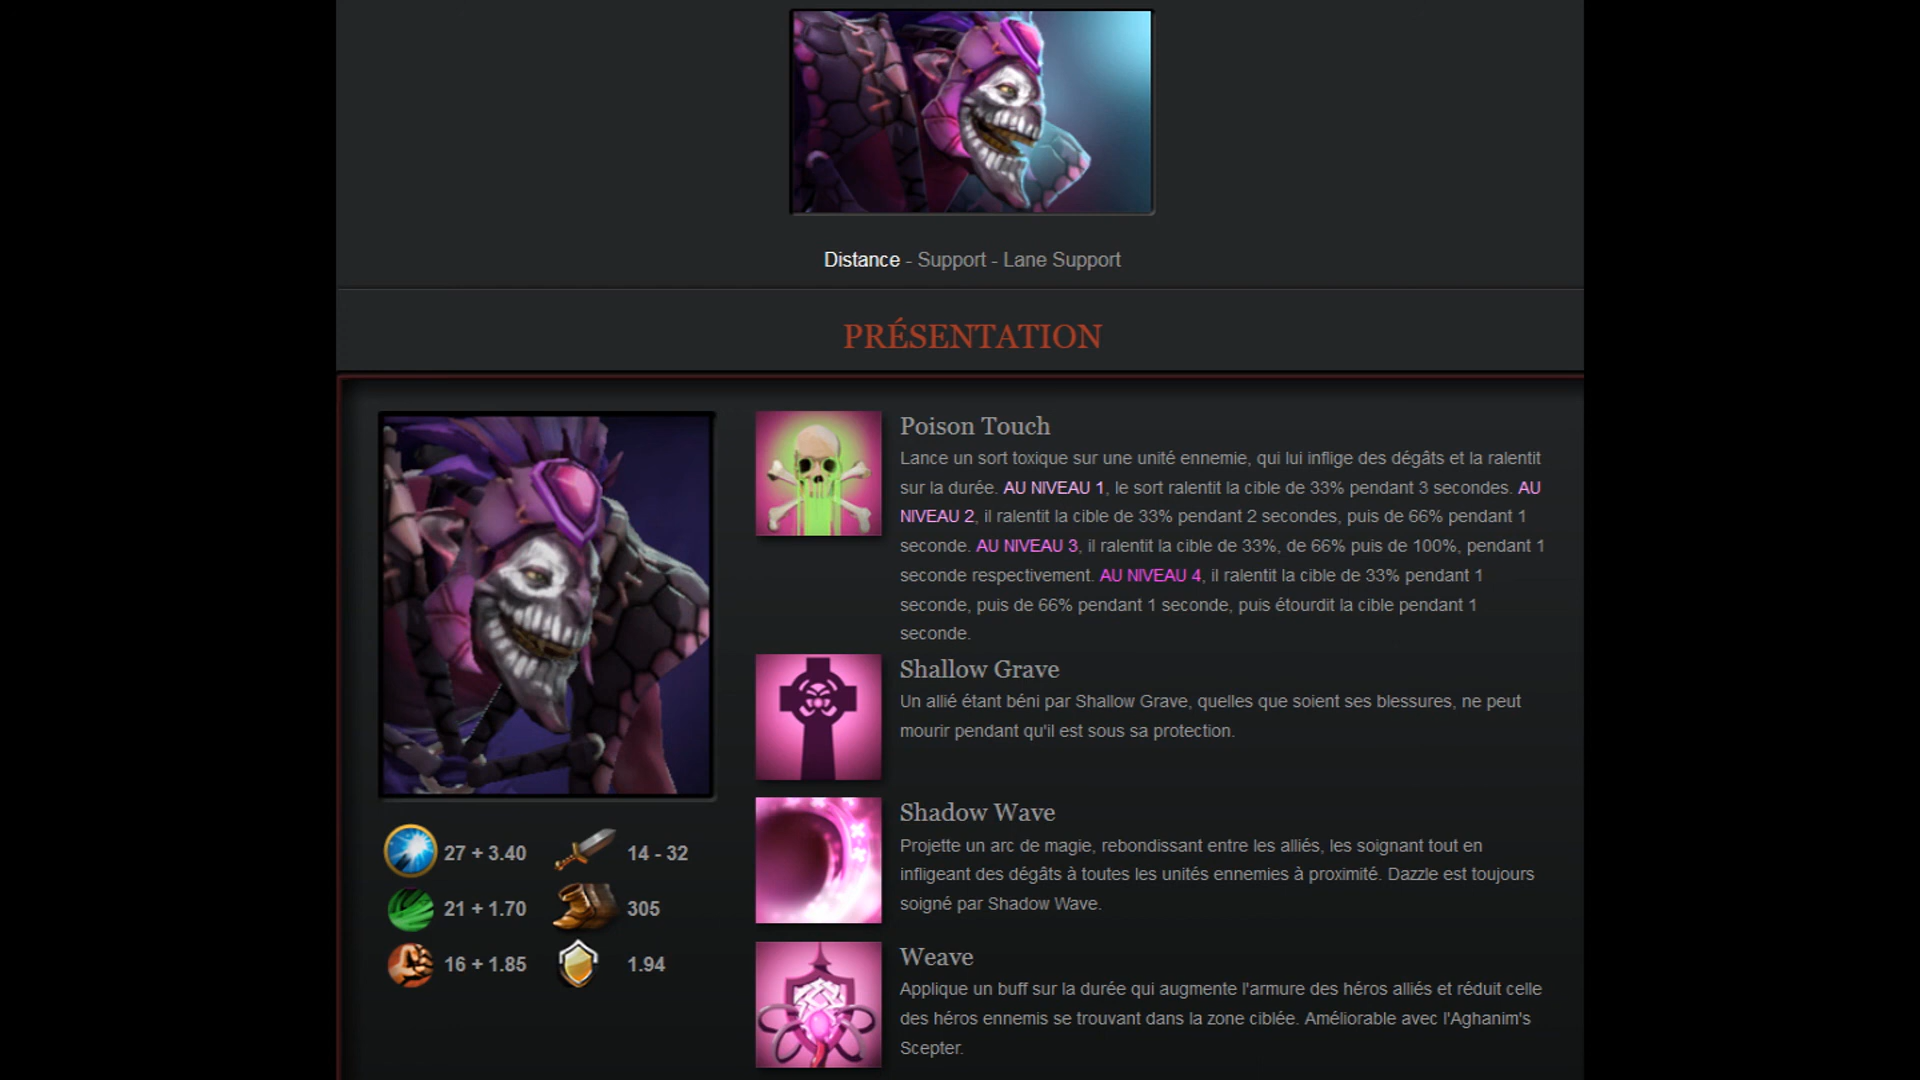 Distance - Support - Lane Support
PRÉSENTATION
Poison Touch
Lance un sort toxique sur une unité ennemie, qui lui inflige des dégâts et la ralentit
sur la durée. AU NIVEAU 1, le sort ralentit la cible de 33% pendant 3 secondes. AU
NIVEAU 2, il ralentit la cible de 33% pendant 2 secondes, puis de 66% pendant 1
seconde. AU NIVEAU 3, il ralentit la cible de 33%, de 66% puis de 100%, pendant 1
seconde respectivement. AU NIVEAU 4, il ralentit la cible de 33% pendant 1
seconde, puis de 66% pendant 1 seconde, puis étourdit la cible pendant 1
seconde.
Shallow Grave
Un allié étant béni par Shallow Grave, quelles que soient ses blessures, ne peut
mourir pendant qu'il est sous sa protection.
Shadow Wave
Projette un arc de magie, rebondissant entre les alliés, les soignant tout en
infligeant des dégâts à toutes les unités ennemies à proximité. Dazzle est toujours
soigné par Shadow Wave.
Weave
Applique un buff sur la durée qui augmente l'armure des héros alliés et réduit celle
des héros ennemis se trouvant dans la zone ciblée. Améliorable avec l'Aghanim's
Scepter.
27 + 3.40 14 - 32
21 + 1.70 305
16 + 1.85 1.94